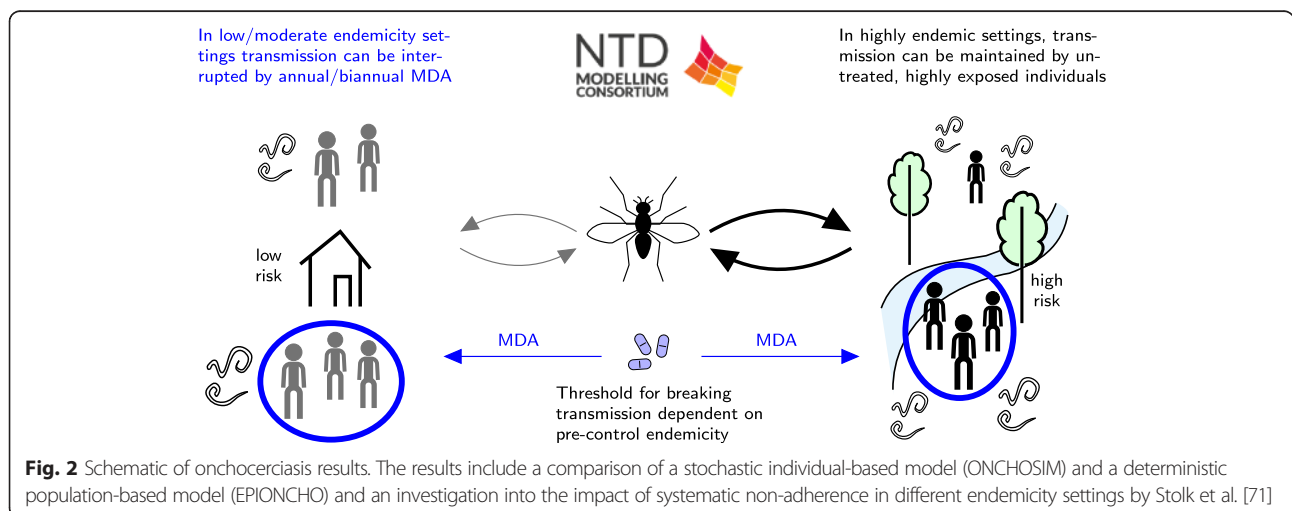 In low/moderate endemicity set-
tings transmission can be inter-
rupted by annual/biannual MDA
NTD
MODELLING
CONSORTIUM
In highly endemic settings, trans-
mission can be maintained by un-
treated, highly exposed individuals
low
risk
high
risk
MDA
MDA
Threshold for breaking
transmission dependent on
pre-control endemicity
Fig. 2 Schematic of onchocerciasis results. The results include a comparison of a stochastic individual-based model (ONCHOSIM) and a deterministic
population-based model (EPIONCHO) and an investigation into the impact of systematic non-adherence in different endemicity settings by Stolk et al. [71]